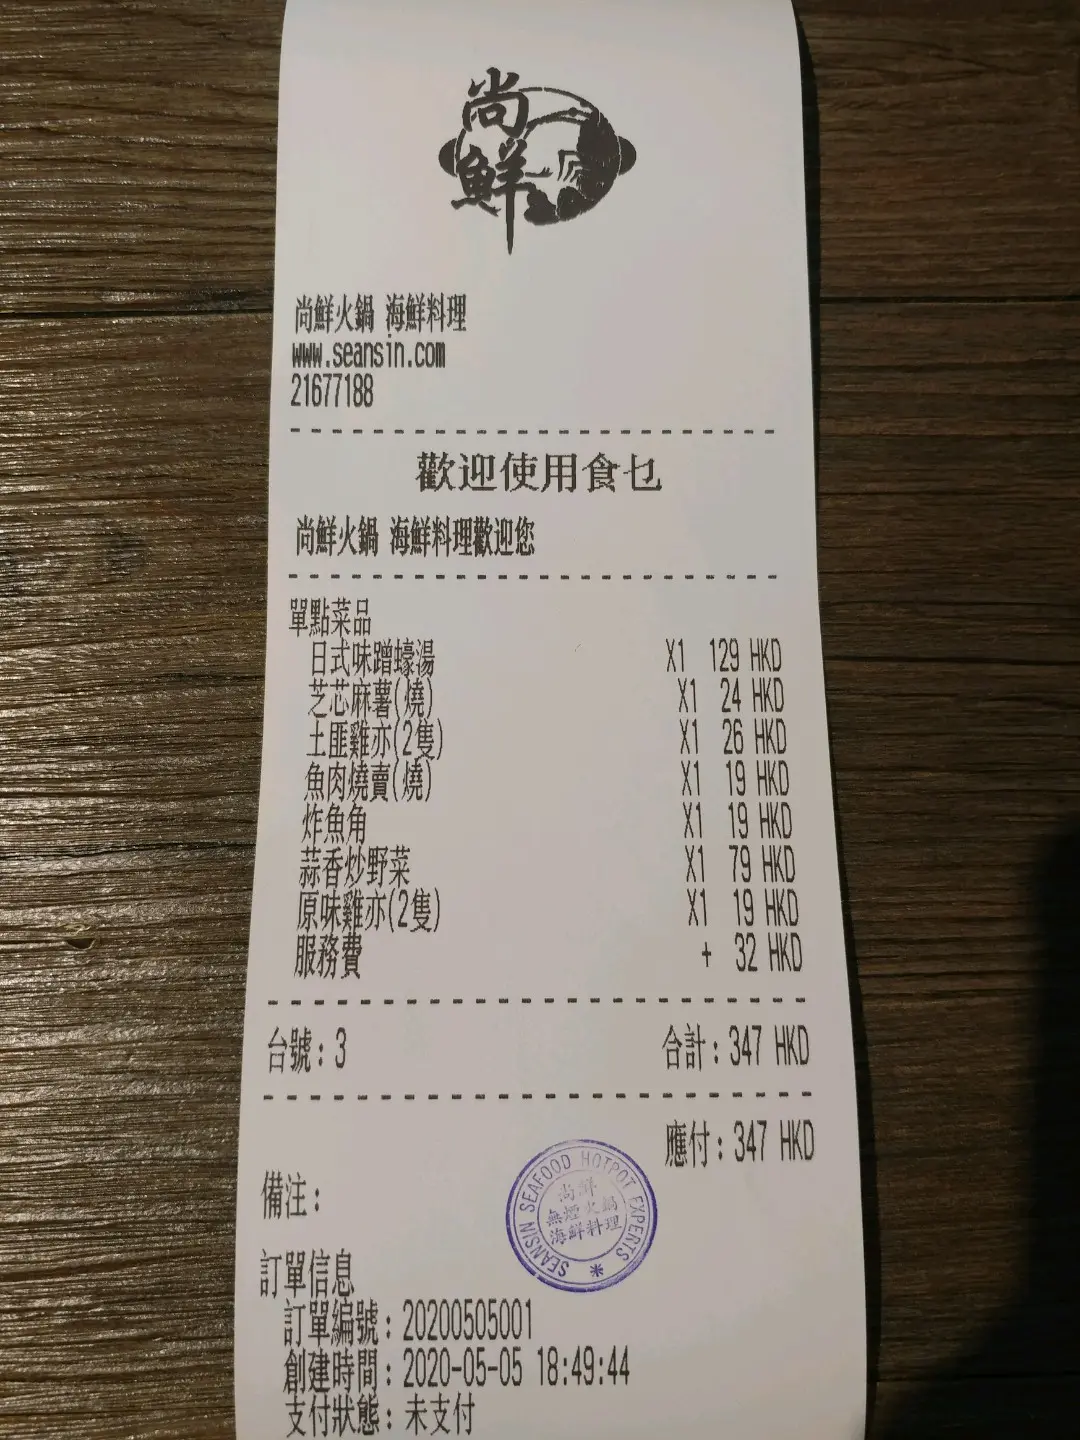 尚鮮
尚鮮火鍋 海鮮料理
www.seansin.com
21677188
歡迎使用食乜
尚鮮火鍋 海鮮料理歡迎您
單點菜品
日式味蹭蠔湯 X1 129 HKD
芝芯麻薯(燒) X1 24 HKD
土匪雞亦(2隻) X1 26 HKD
魚肉燒賣(燒) X1 19 HKD
炸魚角 X1 19 HKD
蒜香炒野菜 X1 79 HKD
原味雞亦(2隻) X1 19 HKD
服務費 + 32 HKD
台號: 3 合計: 347 HKD
應付: 347 HKD
備注:
SEANSIN SEAFOOD HOTPOT EXPERTS *
尚鮮
無煙火鍋
海鮮料理
訂單信息
訂單編號: 20200505001
創建時間: 2020-05-05 18:49:44
支付狀態: 未支付